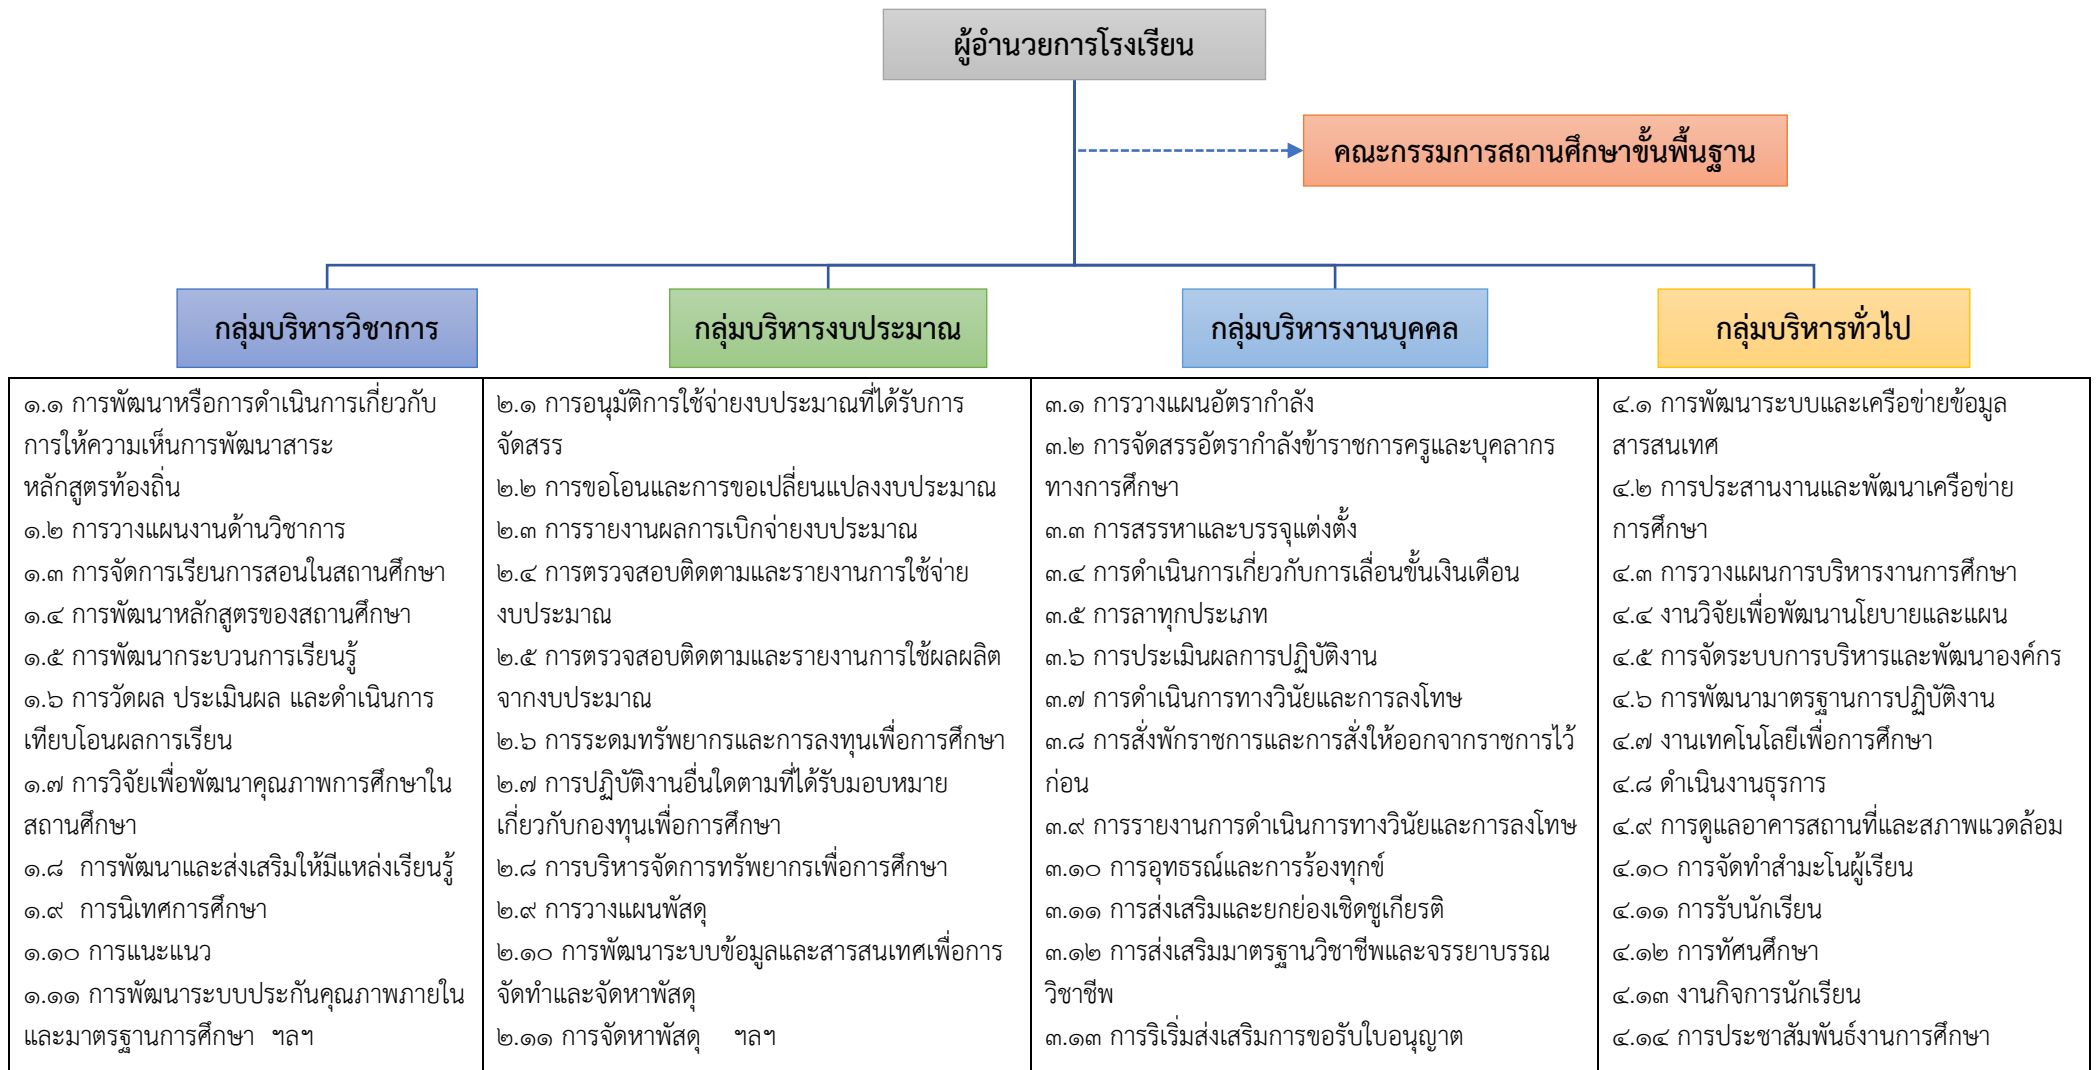 ผู้อำนวยการโรงเรียน
คณะกรรมการสถานศึกษาขั้นพื้นฐาน
กลุ่มบริหารวิชาการ
กลุ่มบริหารงบประมาณ
กลุ่มบริหารงานบุคคล
กลุ่มบริหารทั่วไป
๑.๑ การพัฒนาหรือการดำเนินการเกี่ยวกับ
การให้ความเห็นการพัฒนาสาระ
หลักสูตรท้องถิ่น
๑.๒ การวางแผนงานด้านวิชาการ
๑.๓ การจัดการเรียนการสอนในสถานศึกษา
๑.๔ การพัฒนาหลักสูตรของสถานศึกษา
๑.๕ การพัฒนากระบวนการเรียนรู้
๑.๖ การวัดผล ประเมินผล และดำเนินการ
เทียบโอนผลการเรียน
๑.๗ การวิจัยเพื่อพัฒนาคุณภาพการศึกษาใน
สถานศึกษา
๑.๘ การพัฒนาและส่งเสริมให้มีแหล่งเรียนรู้
๑.๙ การนิเทศการศึกษา
๑.๑๐ การแนะแนว
๑.๑๑ การพัฒนาระบบประกันคุณภาพภายใน
และมาตรฐานการศึกษา ฯลฯ
๒.๑ การอนุมัติการใช้จ่ายงบประมาณที่ได้รับการ
จัดสรร
๒.๒ การขอโอนและการขอเปลี่ยนแปลงงบประมาณ
๒.๓ การรายงานผลการเบิกจ่ายงบประมาณ
๒.๔ การตรวจสอบติดตามและรายงานการใช้จ่าย
งบประมาณ
๒.๕ การตรวจสอบติดตามและรายงานการใช้ผลผลิต
จากงบประมาณ
๒.๖ การระดมทรัพยากรและการลงทุนเพื่อการศึกษา
๒.๗ การปฏิบัติงานอื่นใดตามที่ได้รับมอบหมาย
เกี่ยวกับกองทุนเพื่อการศึกษา
๒.๘ การบริหารจัดการทรัพยากรเพื่อการศึกษา
๒.๙ การวางแผนพัสดุ
๒.๑๐ การพัฒนาระบบข้อมูลและสารสนเทศเพื่อการ
จัดทำและจัดหาพัสดุ
๒.๑๑ การจัดหาพัสดุ ฯลฯ
๓.๑ การวางแผนอัตรากำลัง
๓.๒ การจัดสรรอัตรากำลังข้าราชการครูและบุคลากร
ทางการศึกษา
๓.๓ การสรรหาและบรรจุแต่งตั้ง
๓.๔ การดำเนินการเกี่ยวกับการเลื่อนขั้นเงินเดือน
๓.๕ การลาทุกประเภท
๓.๖ การประเมินผลการปฏิบัติงาน
๓.๗ การดำเนินการทางวินัยและการลงโทษ
๓.๘ การสั่งพักราชการและการสั่งให้ออกจากราชการไว้
ก่อน
๓.๙ การรายงานการดำเนินการทางวินัยและการลงโทษ
๓.๑๐ การอุทธรณ์และการร้องทุกข์
๓.๑๑ การส่งเสริมและยกย่องเชิดชูเกียรติ
๓.๑๒ การส่งเสริมมาตรฐานวิชาชีพและจรรยาบรรณ
วิชาชีพ
๓.๑๓ การริเริ่มส่งเสริมการขอรับใบอนุญาต
๔.๑ การพัฒนาระบบและเครือข่ายข้อมูล
สารสนเทศ
๔.๒ การประสานงานและพัฒนาเครือข่าย
การศึกษา
๔.๓ การวางแผนการบริหารงานการศึกษา
๔.๔ งานวิจัยเพื่อพัฒนานโยบายและแผน
๔.๕ การจัดระบบการบริหารและพัฒนาองค์กร
๔.๖ การพัฒนามาตรฐานการปฏิบัติงาน
๔.๗ งานเทคโนโลยีเพื่อการศึกษา
๔.๘ ดำเนินงานธุรการ
๔.๙ การดูแลอาคารสถานที่และสภาพแวดล้อม
๔.๑๐ การจัดทำสำมะโนผู้เรียน
๔.๑๑ การรับนักเรียน
๔.๑๒ การทัศนศึกษา
๔.๑๓ งานกิจการนักเรียน
๔.๑๔ การประชาสัมพันธ์งานการศึกษา